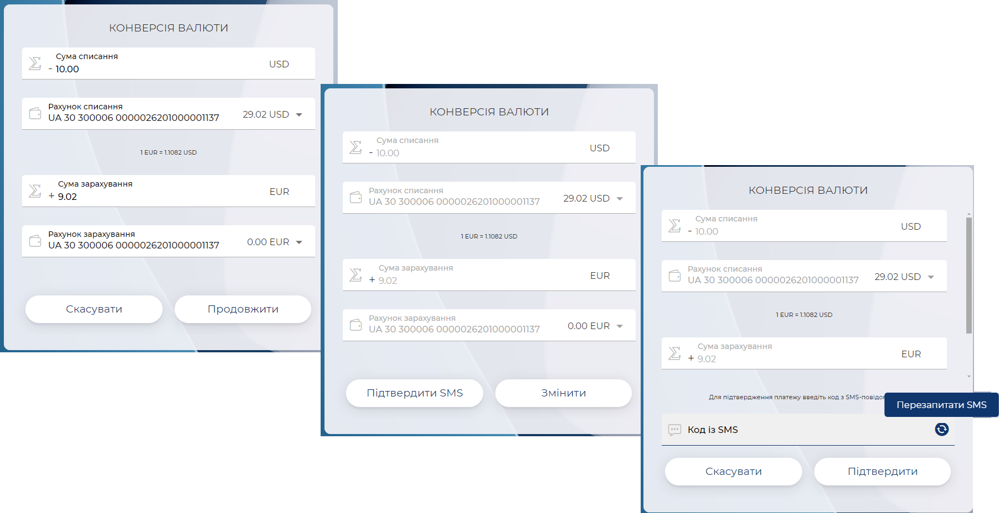 КОНВЕРСІЯ ВАЛЮТИ
Сума списання
- 10.00 USD
Рахунок списання
UA 30 300006 0000026201000001137 29.02 USD
1 EUR = 1.1082 USD
Сума зарахування
+ 9.02 EUR
Рахунок зарахування
UA 30 300006 0000026201000001137 0.00 EUR
Скасувати Продовжити
КОНВЕРСІЯ ВАЛЮТИ
Сума списання
- 10.00 USD
Рахунок списання
UA 30 300006 0000026201000001137 29.02 USD
1 EUR = 1.1082 USD
Сума зарахування
+ 9.02 EUR
Рахунок зарахування
UA 30 300006 0000026201000001137 0.00 EUR
Підтвердити SMS Змінити
КОНВЕРСІЯ ВАЛЮТИ
Сума списання
- 10.00 USD
Рахунок списання
UA 30 300006 0000026201000001137 29.02 USD
1 EUR = 1.1082 USD
Сума зарахування
+ 9.02 EUR
Для підтвердження платежу введіть код з
Перезапитати SMS
Код із SMS
Скасувати Підтвердити